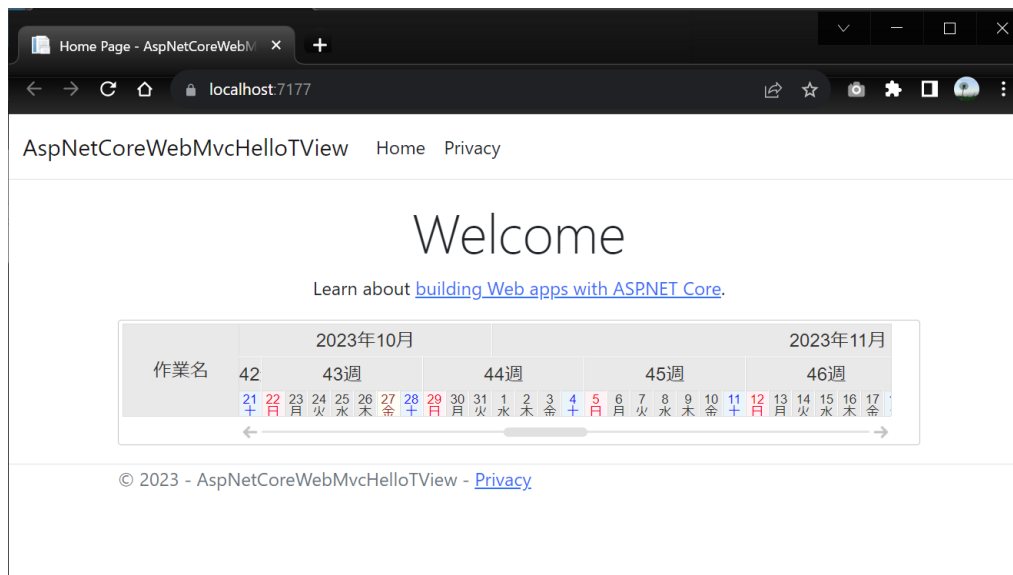 Home Page - AspNetCoreWebM
localhost:7177
AspNetCoreWebMvcHelloTView Home Privacy
Welcome
Learn about building Web apps with ASP.NET Core.
作業名
2023年10月 2023年11月
42 43週 44週 45週 46週
21 22 23 24 25 26 27 28 29 30 31 1 2 3 4 5 6 7 8 9 10 11 12 13 14 15 16 17
土 日 月 火 水 木 金 土 日 月 火 水 木 金 土 日 月 火 水 木 金 土 日 月 火 水 木 金
© 2023 - AspNetCoreWebMvcHelloTView - Privacy